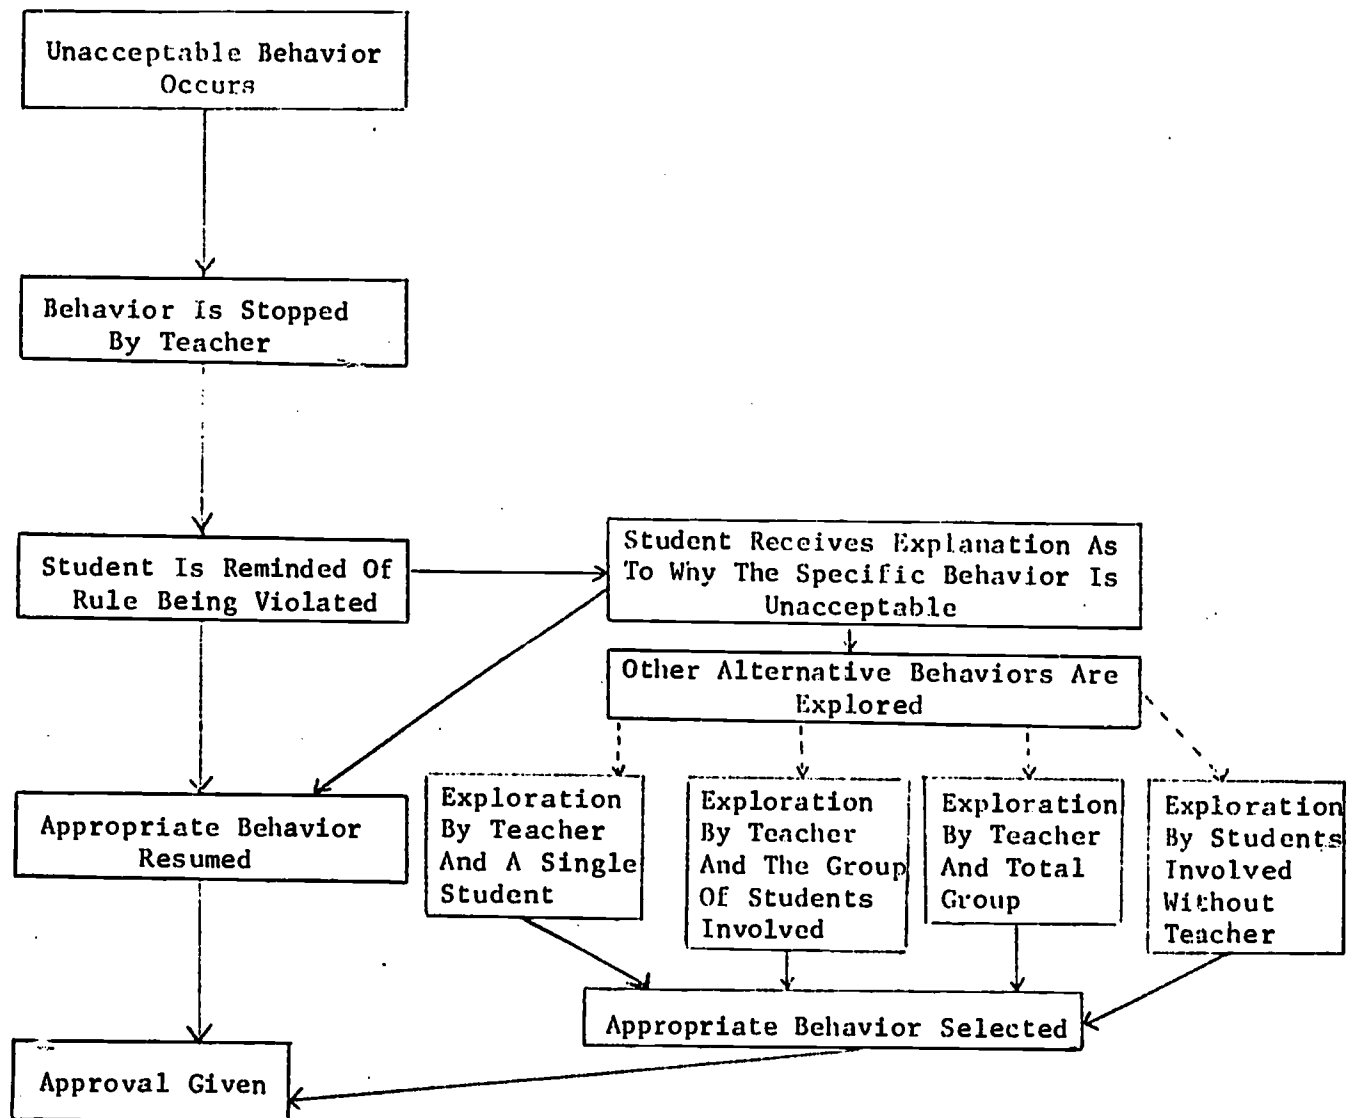 Unacceptable Behavior
Occurs
Behavior Is Stopped
By Teacher
Student Is Reminded Of
Rule Being Violated
Student Receives Explanation As
To Why The Specific Behavior Is
Unacceptable
Other Alternative Behaviors Are
Explored
Appropriate Behavior
Resumed
Exploration
By Teacher
And A Single
Student
Exploration
By Teacher
And The Group
Of Students
Involved
Exploration
By Teacher
And Total
Group
Exploration
By Students
Involved
Without
Teacher
Appropriate Behavior Selected
Approval Given